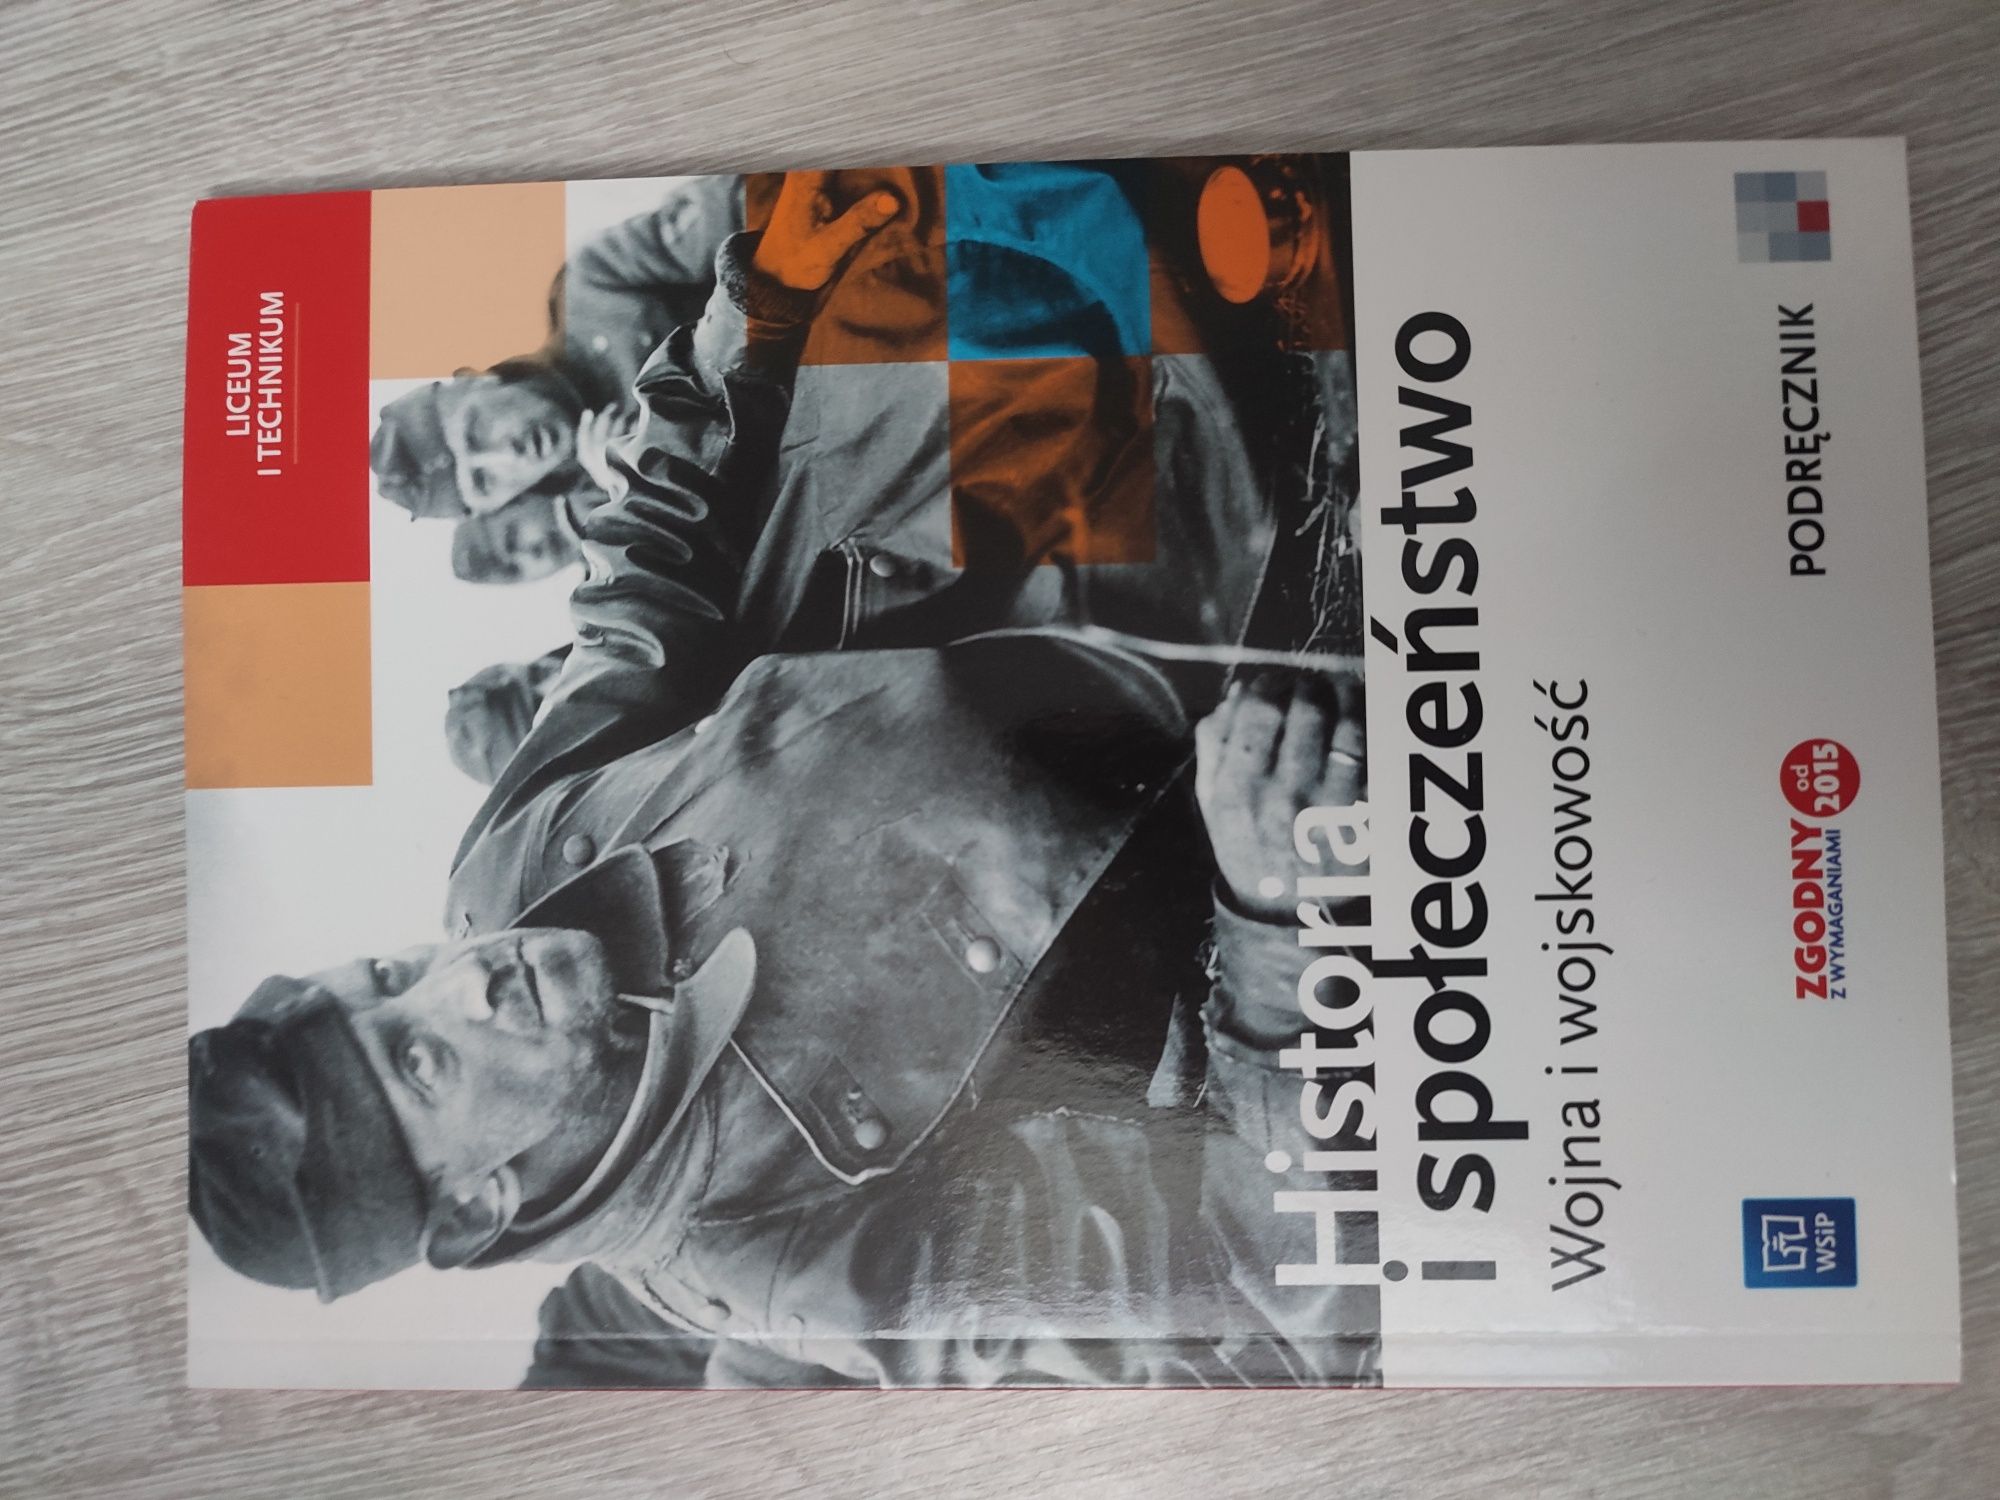 LICEUM
I TECHNIKUM
Historia
i społeczeństwo
Wojna i wojskowość
WSiP
ZGODNY od
Z WYMAGANIAMI 2015
PODRĘCZNIK